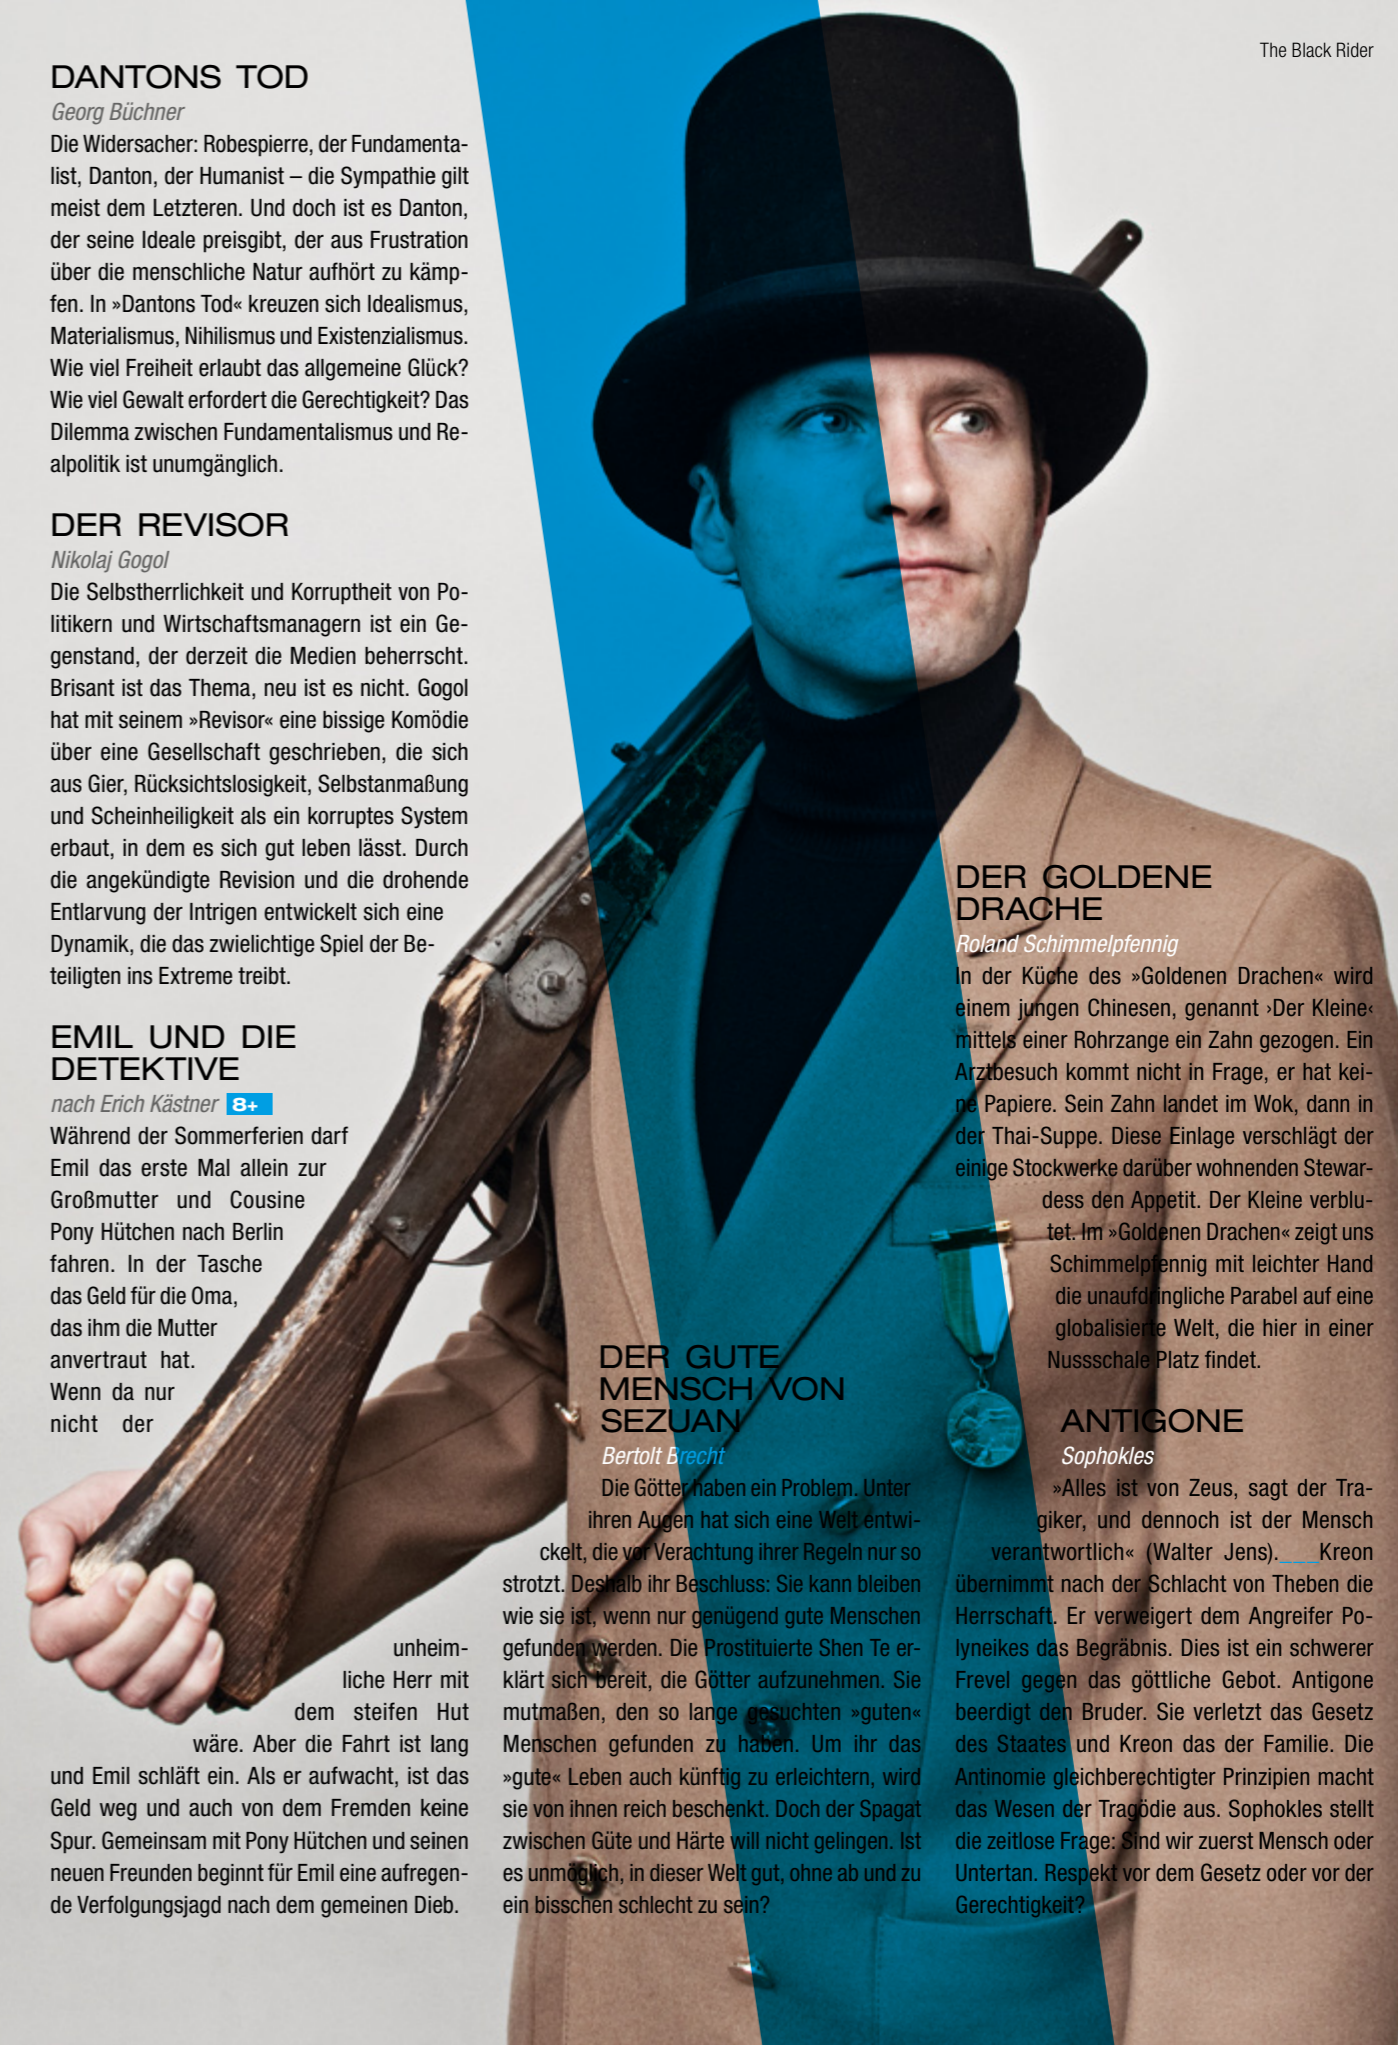 The Black Rider
DANTONS TOD
Georg Büchner
Die Widersacher: Robespierre, der Fundamenta-
list, Danton, der Humanist – die Sympathie gilt
meist dem Letzteren. Und doch ist es Danton,
der seine Ideale preisgibt, der aus Frustration
über die menschliche Natur aufhört zu kämp-
fen. In »Dantons Tod« kreuzen sich Idealismus,
Materialismus, Nihilismus und Existenzialismus.
Wie viel Freiheit erlaubt das allgemeine Glück?
Wie viel Gewalt erfordert die Gerechtigkeit? Das
Dilemma zwischen Fundamentalismus und Re-
alpolitik ist unumgänglich.
DER REVISOR
Nikolaj Gogol
Die Selbstherrlichkeit und Korruptheit von Po-
litikern und Wirtschaftsmanagern ist ein Ge-
genstand, der derzeit die Medien beherrscht.
Brisant ist das Thema, neu ist es nicht. Gogol
hat mit seinem »Revisor« eine bissige Komödie
über eine Gesellschaft geschrieben, die sich
aus Gier, Rücksichtslosigkeit, Selbstanmaßung
und Scheinheiligkeit als ein korruptes System
erbaut, in dem es sich gut leben lässt. Durch
die angekündigte Revision und die drohende
Entlarvung der Intrigen entwickelt sich eine
Dynamik, die das zwielichtige Spiel der Be-
teiligten ins Extreme treibt.
EMIL UND DIE
DETEKTIVE
nach Erich Kästner 8+
Während der Sommerferien darf
Emil das erste Mal allein zur
Großmutter und Cousine
Pony Hütchen nach Berlin
fahren. In der Tasche
das Geld für die Oma,
das ihm die Mutter
anvertraut hat.
Wenn da nur
nicht der
unheim-
liche Herr mit
dem steifen Hut
wäre. Aber die Fahrt ist lang
und Emil schläft ein. Als er aufwacht, ist das
Geld weg und auch von dem Fremden keine
Spur. Gemeinsam mit Pony Hütchen und seinen
neuen Freunden beginnt für Emil eine aufregen-
de Verfolgungsjagd nach dem gemeinen Dieb.
DER GUTE
MENSCH VON
SEZUAN
Bertolt Brecht
Die Götter haben ein Problem. Unter
ihren Augen hat sich eine Welt entwi-
ckelt, die vor Verachtung ihrer Regeln nur so
strotzt. Deshalb ihr Beschluss: Sie kann bleiben
wie sie ist, wenn nur genügend gute Menschen
gefunden werden. Die Prostituierte Shen Te er-
klärt sich bereit, die Götter aufzunehmen. Sie
mutmaßen, den so lange gesuchten »guten«
Menschen gefunden zu haben. Um ihr das
»gute« Leben auch künftig zu erleichtern, wird
sie von ihnen reich beschenkt. Doch der Spagat
zwischen Güte und Härte will nicht gelingen. Ist
es unmöglich, in dieser Welt gut, ohne ab und zu
ein bisschen schlecht zu sein?
DER GOLDENE
DRACHE
Roland Schimmelpfennig
In der Küche des »Goldenen Drachen« wird
einem jungen Chinesen, genannt ›Der Kleine‹
mittels einer Rohrzange ein Zahn gezogen. Ein
Arztbesuch kommt nicht in Frage, er hat kei-
ne Papiere. Sein Zahn landet im Wok, dann in
der Thai-Suppe. Diese Einlage verschlägt der
einige Stockwerke darüber wohnenden Stewar-
dess den Appetit. Der Kleine verblu-
tet. Im »Goldenen Drachen« zeigt uns
Schimmelpfennig mit leichter Hand
die unaufdringliche Parabel auf eine
globalisierte Welt, die hier in einer
Nussschale Platz findet.
ANTIGONE
Sophokles
»Alles ist von Zeus, sagt der Tra-
giker, und dennoch ist der Mensch
verantwortlich« (Walter Jens).___Kreon
übernimmt nach der Schlacht von Theben die
Herrschaft. Er verweigert dem Angreifer Po-
lyneikes das Begräbnis. Dies ist ein schwerer
Frevel gegen das göttliche Gebot. Antigone
beerdigt den Bruder. Sie verletzt das Gesetz
des Staates und Kreon das der Familie. Die
Antinomie gleichberechtigter Prinzipien macht
das Wesen der Tragödie aus. Sophokles stellt
die zeitlose Frage: Sind wir zuerst Mensch oder
Untertan. Respekt vor dem Gesetz oder vor der
Gerechtigkeit?